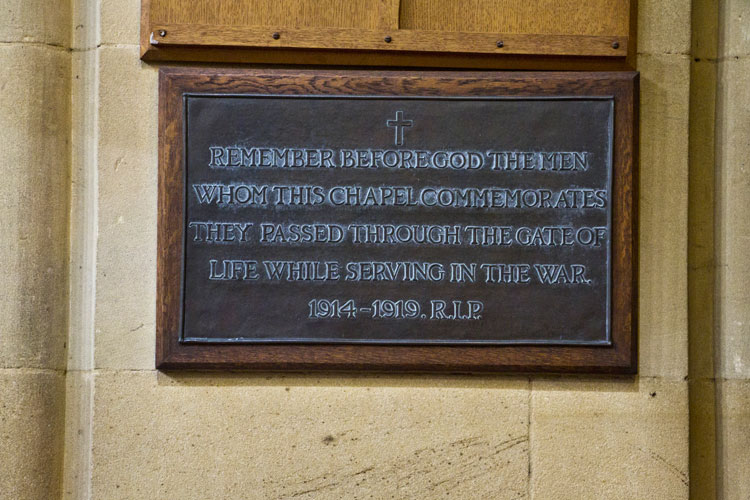 REMEMBER BEFORE GOD THE MEN
WHOM THIS CHAPEL COMMEMORATES
THEY PASSED THROUGH THE GATE OF
LIFE WHILE SERVING IN THE WAR.
1914-1919. R.I.P.